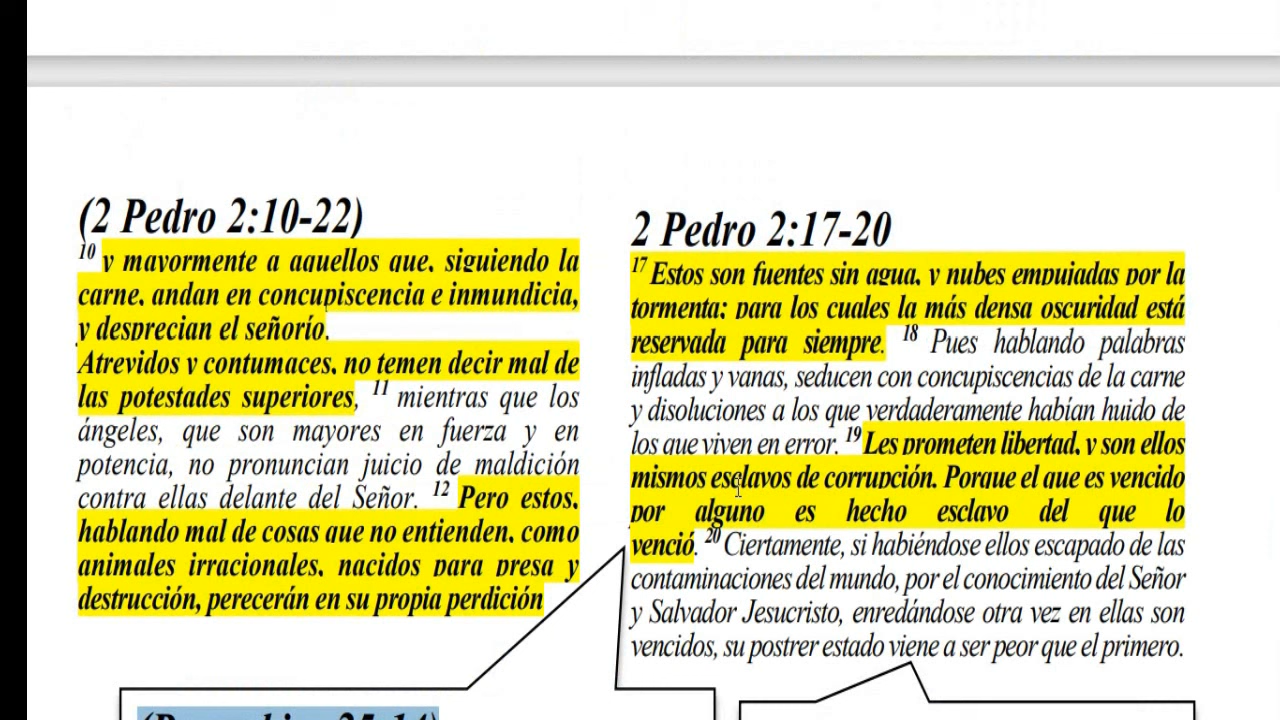 (2 Pedro 2:10-22)
10 y mayormente a aquellos que, siguiendo la
carne, andan en concupiscencia e inmundicia,
y desprecian el señorío.
Atrevidos y contumaces, no temen decir mal de
las potestades superiores, 11 mientras que los
ángeles, que son mayores en fuerza y en
potencia, no pronuncian juicio de maldición
contra ellas delante del Señor. 12 Pero estos,
hablando mal de cosas que no entienden, como
animales irracionales, nacidos para presa y
destrucción, perecerán en su propia perdición
2 Pedro 2:17-20
17 Estos son fuentes sin agua, y nubes empujadas por la
tormenta; para los cuales la más densa oscuridad está
reservada para siempre. 18 Pues hablando palabras
infladas y vanas, seducen con concupiscencias de la carne
y disoluciones a los que verdaderamente habían huido de
los que viven en error. 19 Les prometen libertad, y son ellos
mismos esclavos de corrupción. Porque el que es vencido
por alguno es hecho esclavo del que lo
venció. 20 Ciertamente, si habiéndose ellos escapado de las
contaminaciones del mundo, por el conocimiento del Señor
y Salvador Jesucristo, enredándose otra vez en ellas son
vencidos, su postrer estado viene a ser peor que el primero.